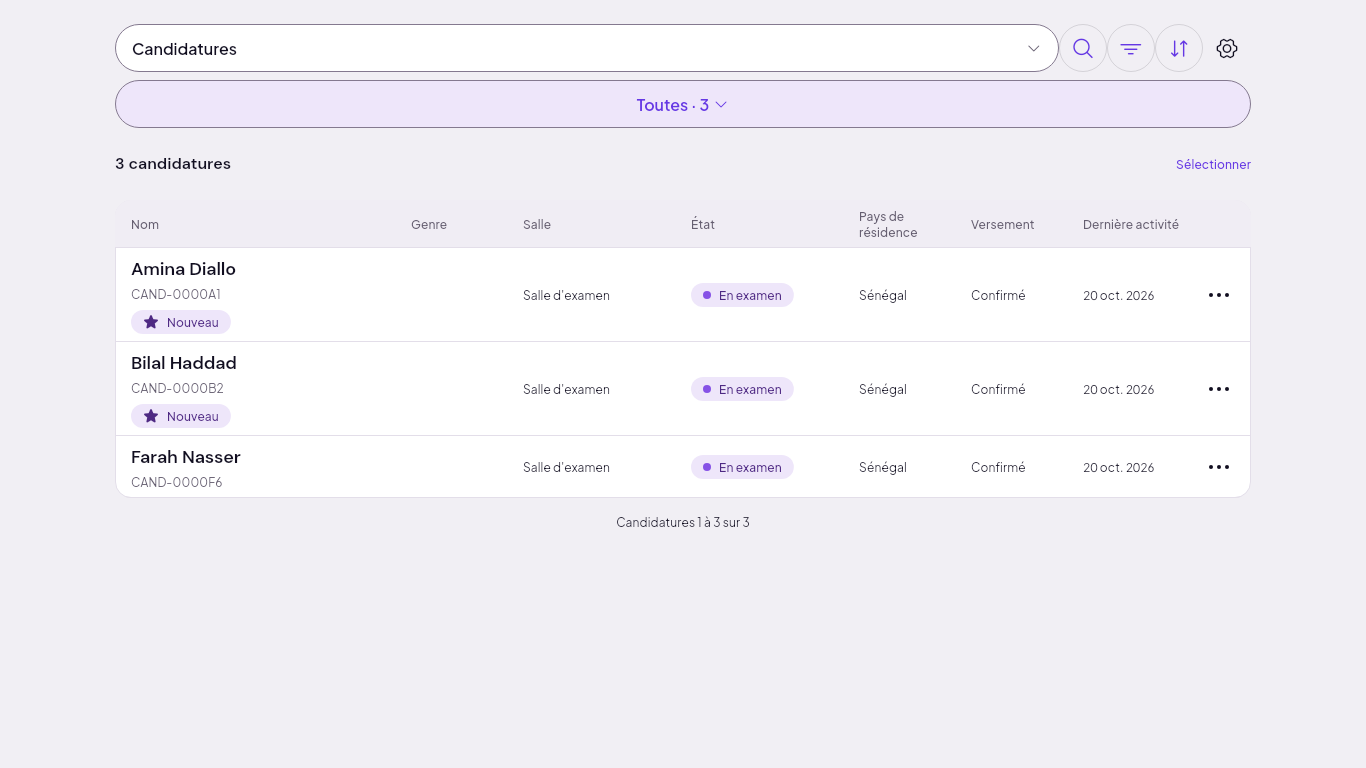 Candidatures
Toutes · 3
3 candidatures
Sélectionner
Nom
Genre
Salle
État
Pays de
résidence
Versement
Dernière activité
Amina Diallo
CAND-0000A1
Nouveau
Salle d'examen
En examen
Sénégal
Confirmé
20 oct. 2026
Bilal Haddad
CAND-0000B2
Nouveau
Salle d'examen
En examen
Sénégal
Confirmé
20 oct. 2026
Farah Nasser
CAND-0000F6
Salle d'examen
En examen
Sénégal
Confirmé
20 oct. 2026
Candidatures 1 à 3 sur 3